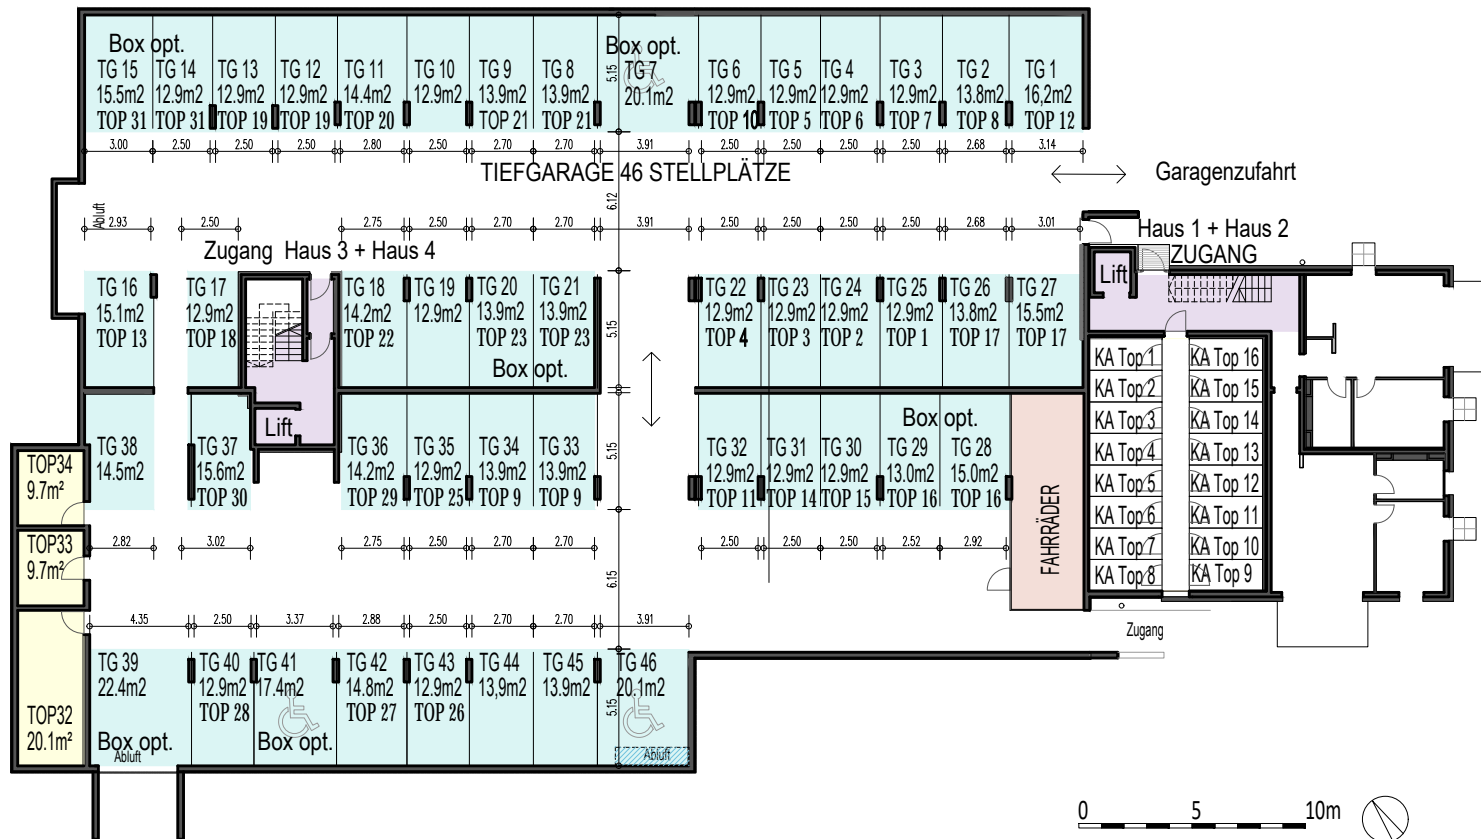 Box opt.
Box opt.
TG 15
15.5m2
TOP 31
TG 14
12.9m2
TOP 31
TG 13
12.9m2
TOP 19
TG 12
12.9m2
TOP 19
TG 11
14.4m2
TOP 20
TG 10
12.9m2
TG 9
13.9m2
TOP 21
TG 8
13.9m2
TOP 21
5.15
TG 7
20.1m2
TG 6
12.9m2
TOP 10
TG 5
12.9m2
TOP 5
TG 4
12.9m2
TOP 6
TG 3
12.9m2
TOP 7
TG 2
13.8m2
TOP 8
TG 1
16,2m2
TOP 12
3.00 2.50 2.50 2.50 2.80 2.50 2.70 2.70 3.91 2.50 2.50 2.50 2.50 2.68 3.14
TIEFGARAGE 46 STELLPLÄTZE
Garagenzufahrt
6.12
Abluft
2.93 2.50 2.75 2.50 2.70 2.70 3.91 2.50 2.50 2.50 2.50 2.68 3.01
Zugang Haus 3 + Haus 4
Haus 1 + Haus 2
ZUGANG
Lift
TG 16
15.1m2
TOP 13
TG 17
12.9m2
TOP 18
TG 18
14.2m2
TOP 22
TG 19
12.9m2
TG 20
13.9m2
TOP 23
TG 21
13.9m2
TOP 23
Box opt.
5.15
TG 22
12.9m2
TOP 4
TG 23
12.9m2
TOP 3
TG 24
12.9m2
TOP 2
TG 25
12.9m2
TOP 1
TG 26
13.8m2
TOP 17
TG 27
15.5m2
TOP 17
KA Top 1 KA Top 16
KA Top 2 KA Top 15
KA Top 3 KA Top 14
KA Top 4 KA Top 13
KA Top 5 KA Top 12
KA Top 6 KA Top 11
KA Top 7 KA Top 10
KA Top 8 KA Top 9
Lift
Box opt.
TOP34
9.7m²
TG 38
14.5m2
TG 37
15.6m2
TOP 30
TG 36
14.2m2
TOP 29
TG 35
12.9m2
TOP 25
TG 34
13.9m2
TOP 9
TG 33
13.9m2
TOP 9
5.15
TG 32
12.9m2
TOP 11
TG 31
12.9m2
TOP 14
TG 30
12.9m2
TOP 15
TG 29
13.0m2
TOP 16
TG 28
15.0m2
TOP 16
FAHRRÄDER
TOP33
9.7m²
2.82 3.02 2.75 2.50 2.70 2.70 2.50 2.50 2.50 2.52 2.92
6.15
4.35 2.50 3.37 2.88 2.50 2.70 2.70 3.91
Zugang
TOP32
20.1m²
TG 39
22.4m2
Box opt.
Abluft
TG 40
12.9m2
TOP 28
TG 41
17.4m2
Box opt.
TG 42
14.8m2
TOP 27
TG 43
12.9m2
TOP 26
TG 44
13,9m2
TG 45
13.9m2
5.15
TG 46
20.1m2
Abluft
0 5 10m